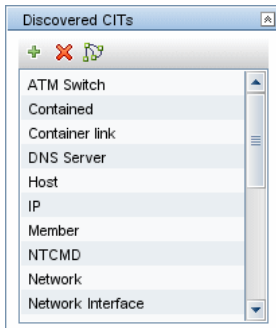 Discovered CITs
ATM Switch
Contained
Container link
DNS Server
Host
IP
Member
NTCMD
Network
Network Interface